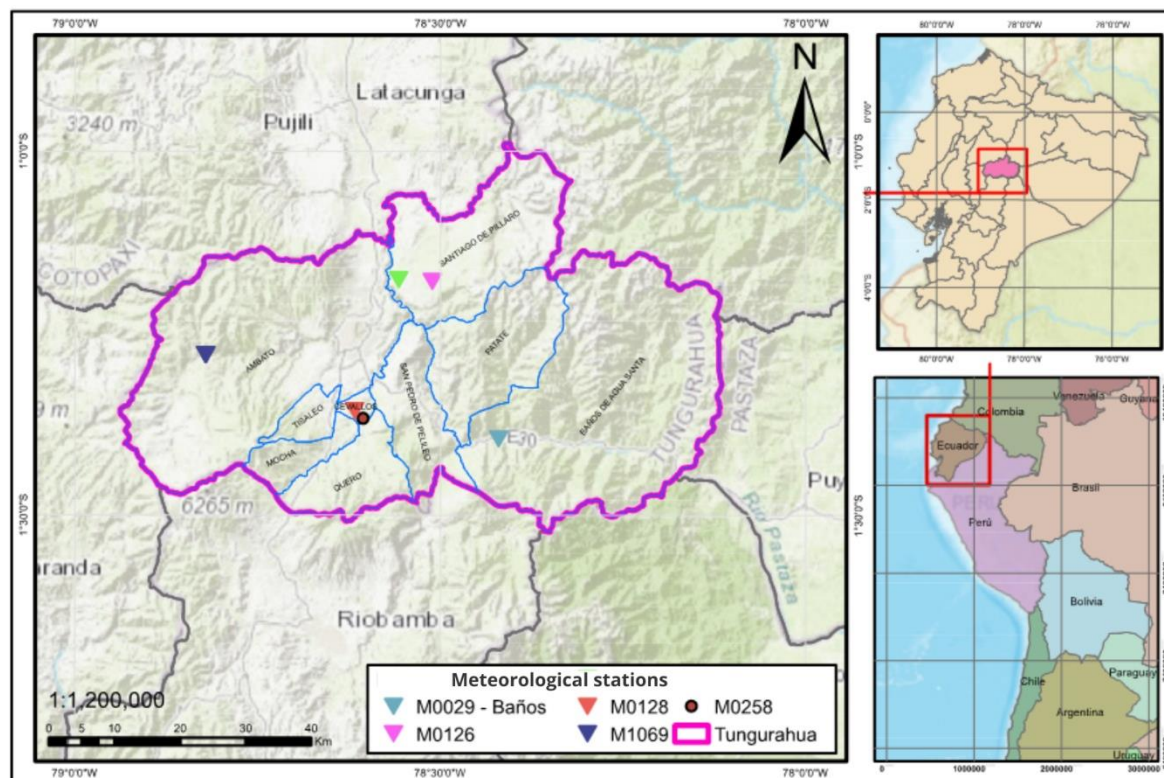 79°0'0"W
78°30'0"W
78°0'0"W
Latacunga
Pujili
3240 m
N
1°0'0"S
COTOPAXI
SANTIAGO DE PILLARO
AMBATO
PATATE
TISALEO
CEVALLOS
SAN PEDRO DE PELILEO
BAÑOS DE AGUA SANTA
TUNGURAHUA
PASTAZA
MOCHA
QUERO
E30
9 m
6265 m
1°30'0"S
1°30'0"S
Puy
Río Pastaza
aranda
Riobamba
1:1,200,000
0 5 10 20 30 40
Km
Meteorological stations
M0029 - Baños
M0128
M0258
M0126
M1069
Tungurahua
79°0'0"W
78°30'0"W
78°0'0"W
80°0'0"W
78°0'0"W
76°0'0"W
0°0'0"
2°0'0"S
4°0'0"S
80°0'0"W
78°0'0"W
76°0'0"W
Venezuela
Guyana
Colombia
Ecuador
Brasil
PERÚ
Perú
Bolivia
Paraguay
Chile
Argentina
Uruguay
0 1000000 2000000 3000000